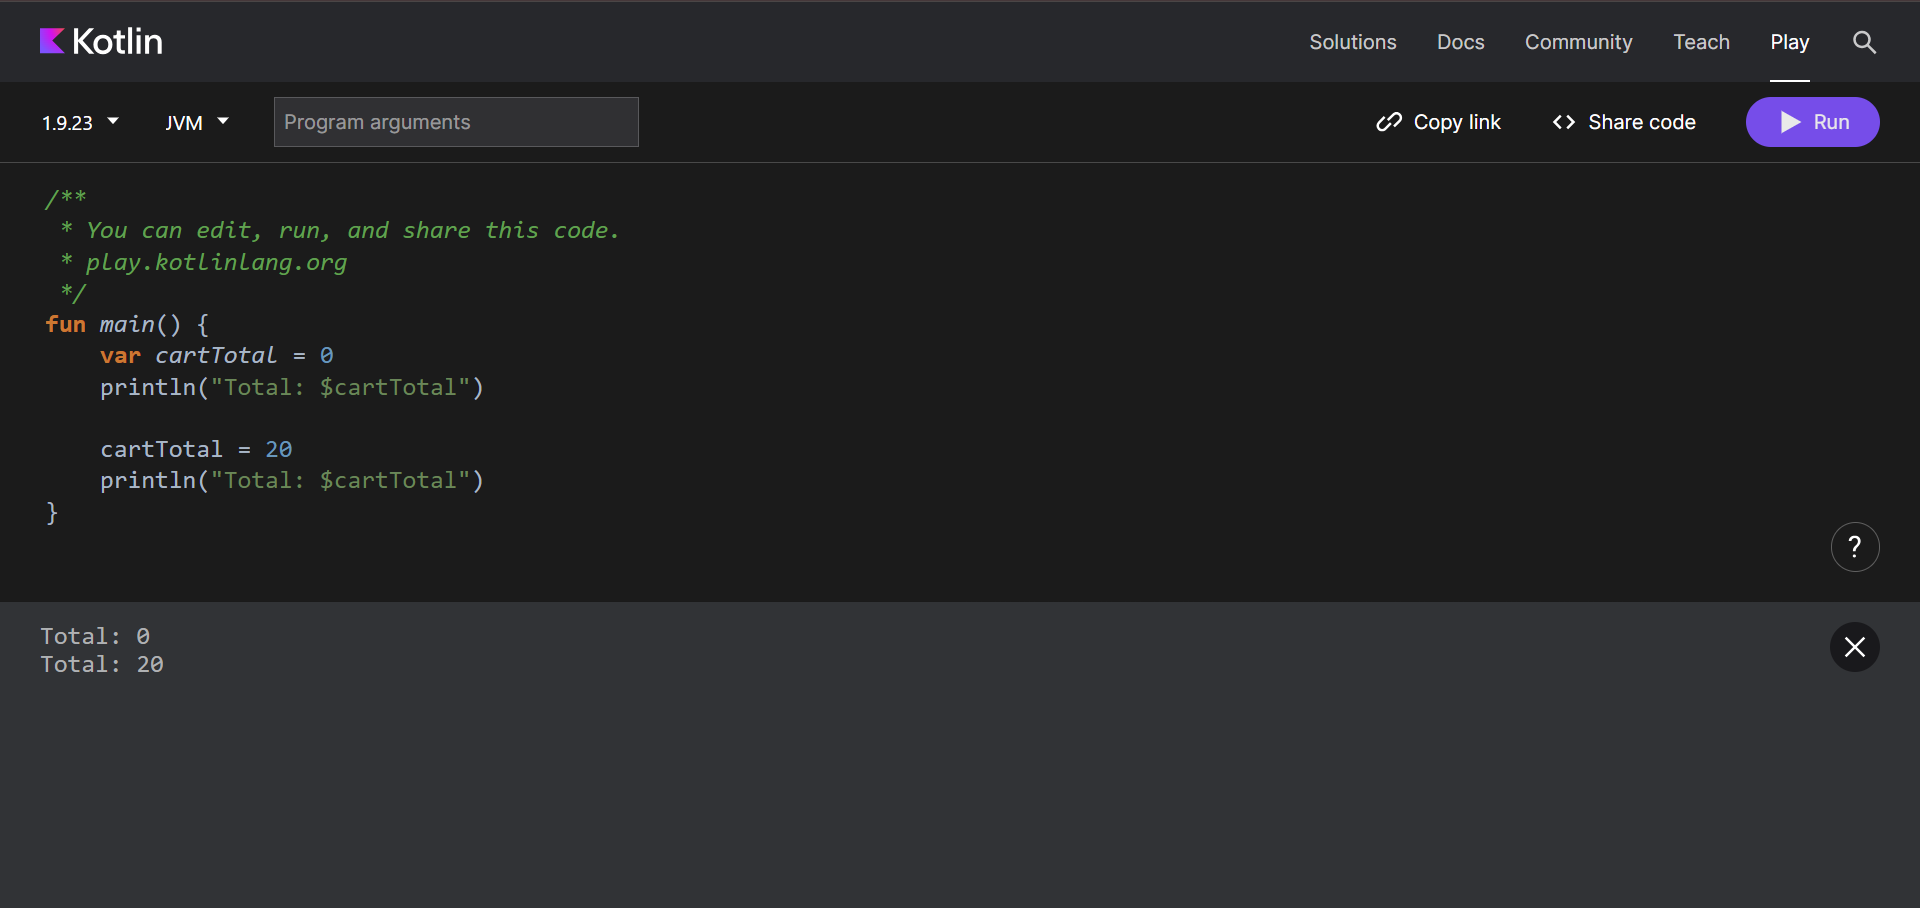 Kotlin
Solutions Docs Community Teach Play
1.9.23 JVM Program arguments Copy link <> Share code Run
/**
 * You can edit, run, and share this code.
 * play.kotlinlang.org
 */
fun main() {
    var cartTotal = 0
    println("Total: $cartTotal")

    cartTotal = 20
    println("Total: $cartTotal")
}
?
Total: 0
Total: 20